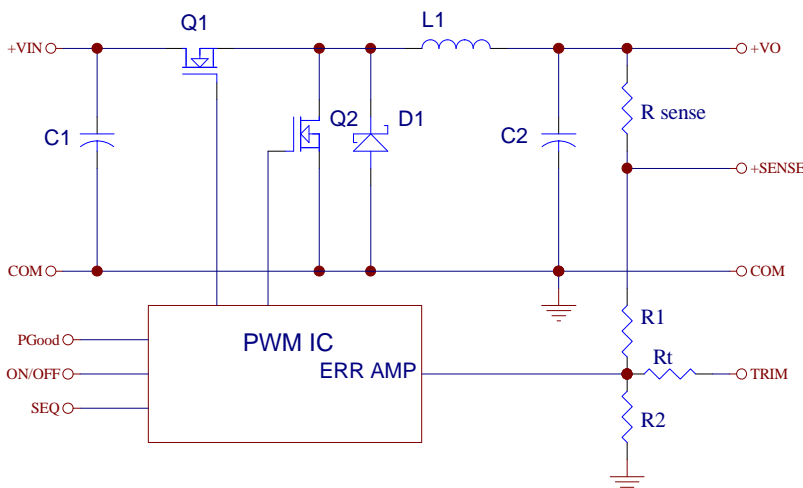 Q1
L1
+VIN
+VO
C1
Q2
D1
C2
R sense
+SENSE
COM
COM
PWM IC
R1
PGood
ERR AMP
Rt
ON/OFF
TRIM
SEQ
R2